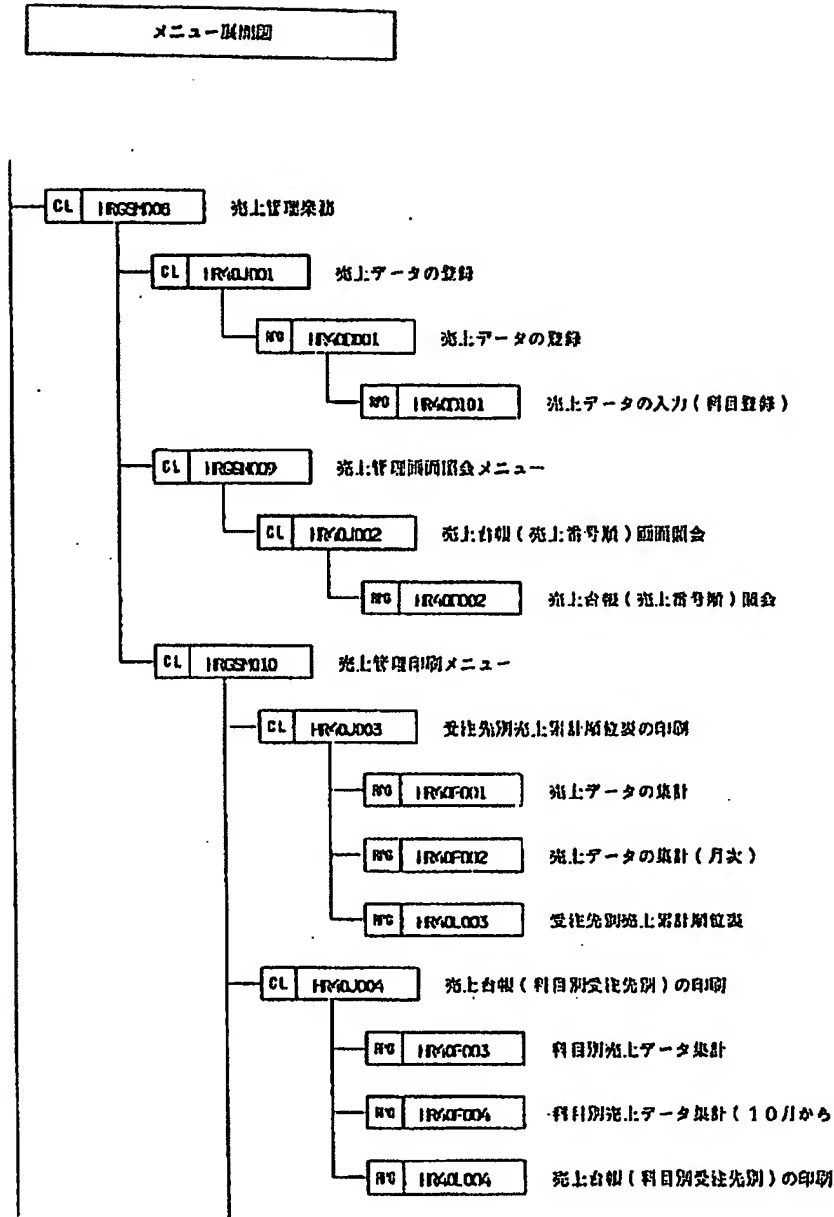 メニュー展開図
CL HRGSM008 売上管理業務
CL HR40J001 売上データの登録
RPG HR40D001 売上データの登録
RPG HR40D101 売上データの入力(科目登録)
CL HRGSM009 売上管理画面照会メニュー
CL HR40J002 売上台帳(売上番号順)画面照会
RPG HR40D002 売上台帳(売上番号順)照会
CL HRGSM010 売上管理印刷メニュー
CL HR40J003 受注先別売上累計順位表の印刷
RPG HR40F001 売上データの集計
RPG HR40F002 売上データの集計(月次)
RPG HR40L003 受注先別売上累計順位表
CL HR40J004 売上台帳(科目別受注先別)の印刷
RPG HR40F003 科目別売上データ集計
RPG HR40F004 科目別売上データ集計(10月から
RPG HR40L004 売上台帳(科目別受注先別)の印刷